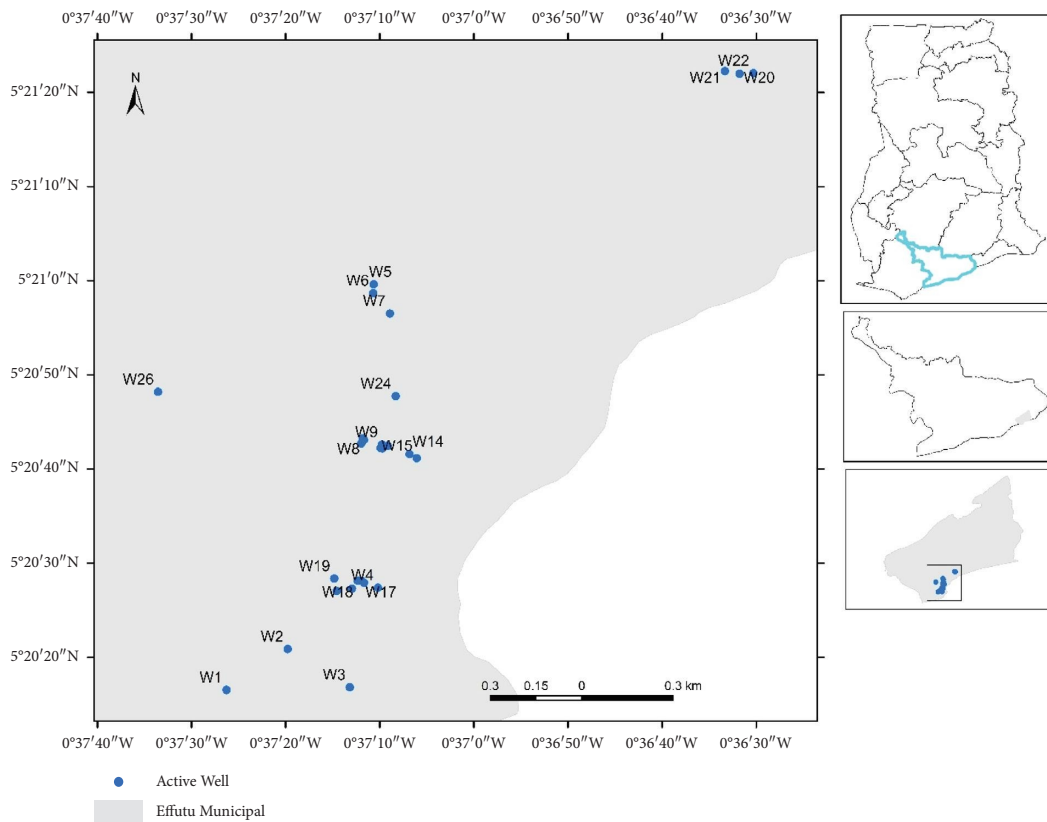 0°37′40″W 0°37′30″W 0°37′20″W 0°37′10″W 0°37′0″W 0°36′50″W 0°36′40″W 0°36′30″W
N
W22
W21 W20
5°21′20″N
5°21′10″N
5°21′0″N
W5
W6
W7
5°20′50″N
W26
W24
W9
W8 W15 W14
5°20′40″N
5°20′30″N
W19 W4
W18 W17
5°20′20″N
W2
W1 W3
0.3 0.15 0 0.3 km
0°37′40″W 0°37′30″W 0°37′20″W 0°37′10″W 0°37′0″W 0°36′50″W 0°36′40″W 0°36′30″W
Active Well
Effutu Municipal